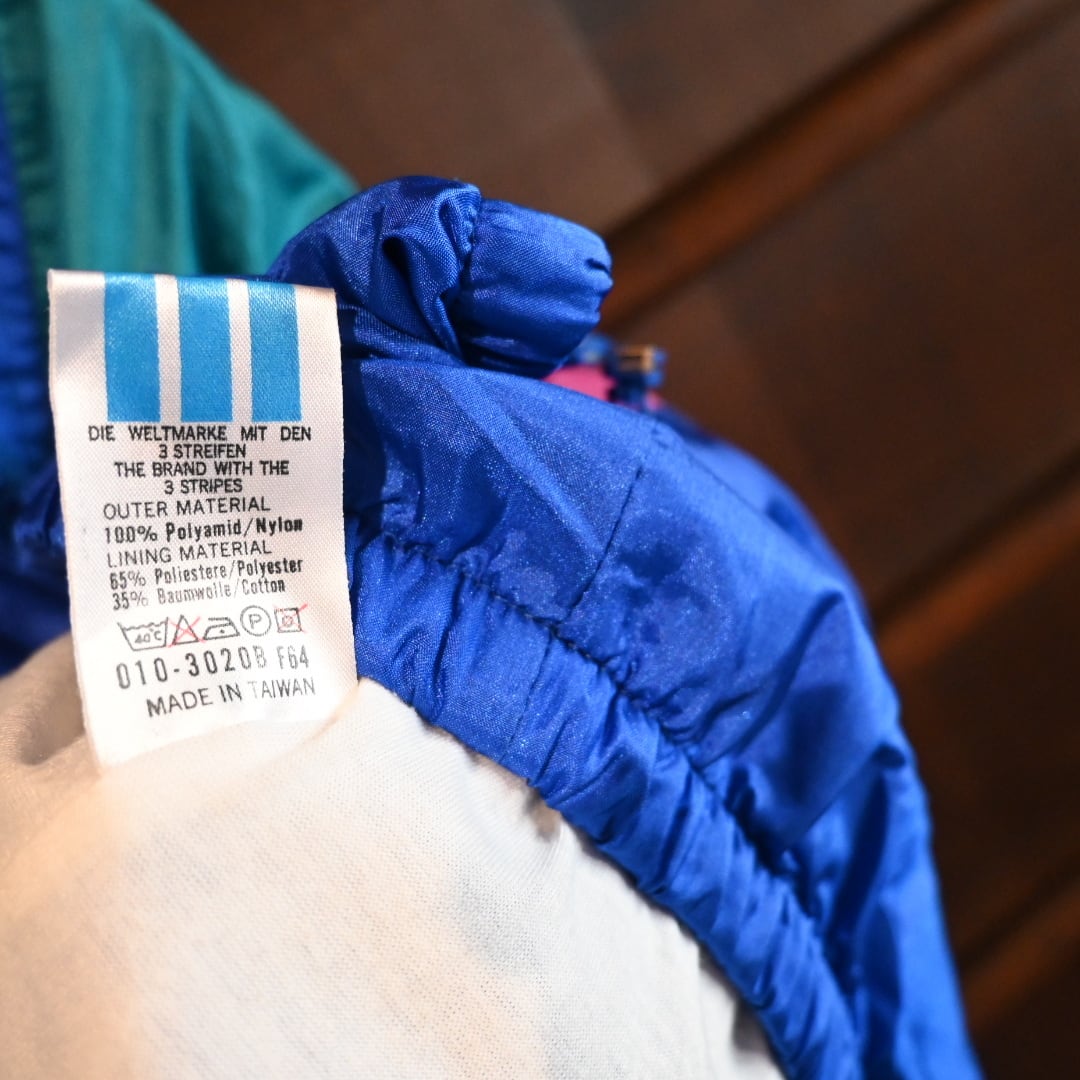 DIE WELTMARKE MIT DEN
3 STREIFEN
THE BRAND WITH THE
3 STRIPES
OUTER MATERIAL
100% Polyamid/Nylon
LINING MATERIAL
65% Poliestere/Polyester
35% Baumwolle/Cotton
40°C P
010-3020B F64
MADE IN TAIWAN